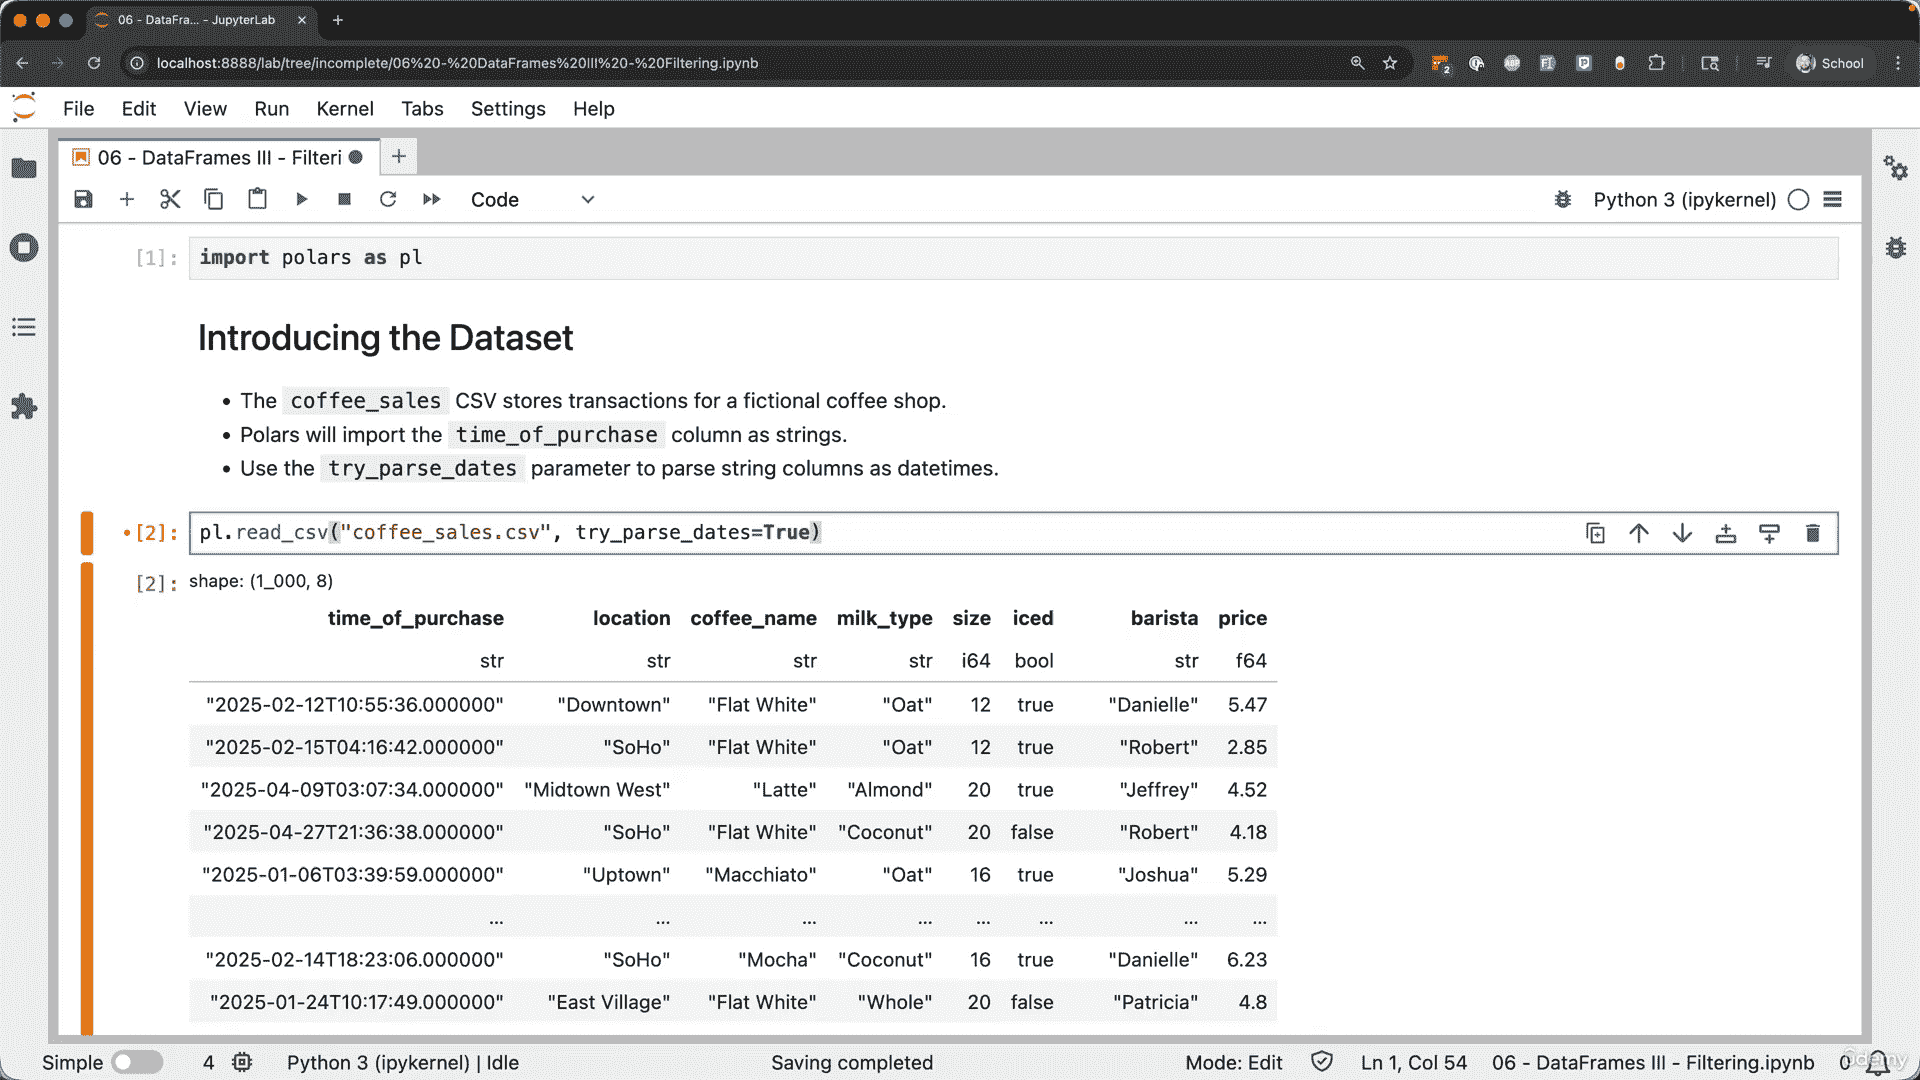 06 - DataFra... - JupyterLab
localhost:8888/lab/tree/incomplete/06%20-%20DataFrames%20III%20-%20Filtering.ipynb
2
ABP
School
File Edit View Run Kernel Tabs Settings Help
06 - DataFrames III - Filteri
Code
Python 3 (ipykernel)
[1]: import polars as pl
Introducing the Dataset
• The coffee_sales CSV stores transactions for a fictional coffee shop.
• Polars will import the time_of_purchase column as strings.
• Use the try_parse_dates parameter to parse string columns as datetimes.
•[2]: pl.read_csv("coffee_sales.csv", try_parse_dates=True)
[2]: shape: (1_000, 8)
time_of_purchase location coffee_name milk_type size iced barista price
str str str str i64 bool str f64
"2025-02-12T10:55:36.000000" "Downtown" "Flat White" "Oat" 12 true "Danielle" 5.47
"2025-02-15T04:16:42.000000" "SoHo" "Flat White" "Oat" 12 true "Robert" 2.85
"2025-04-09T03:07:34.000000" "Midtown West" "Latte" "Almond" 20 true "Jeffrey" 4.52
"2025-04-27T21:36:38.000000" "SoHo" "Flat White" "Coconut" 20 false "Robert" 4.18
"2025-01-06T03:39:59.000000" "Uptown" "Macchiato" "Oat" 16 true "Joshua" 5.29
... ... ... ... ... ... ... ...
"2025-02-14T18:23:06.000000" "SoHo" "Mocha" "Coconut" 16 true "Danielle" 6.23
"2025-01-24T10:17:49.000000" "East Village" "Flat White" "Whole" 20 false "Patricia" 4.8
Simple 4 Python 3 (ipykernel) | Idle Saving completed Mode: Edit Ln 1, Col 54 06 - DataFrames III - Filtering.ipynb 0
Udemy